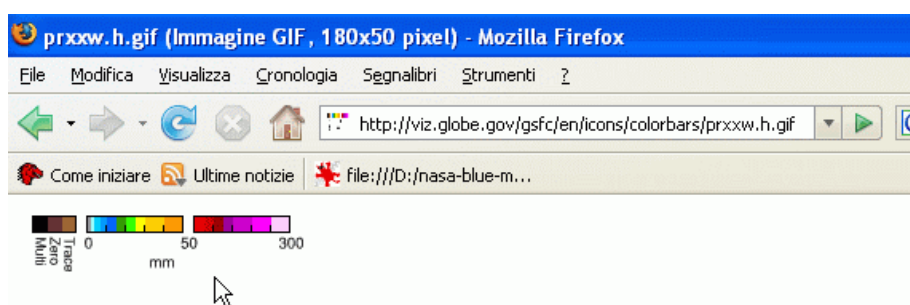 prxxw.h.gif (Immagine GIF, 180x50 pixel) - Mozilla Firefox
File Modifica Visualizza Cronologia Segnalibri Strumenti ?
http://viz.globe.gov/gsfc/en/icons/colorbars/prxxw.h.gif
Come iniziare Ultime notizie file:///D:/nasa-blue-m...
Multi Zero Trace 0 50 300
mm